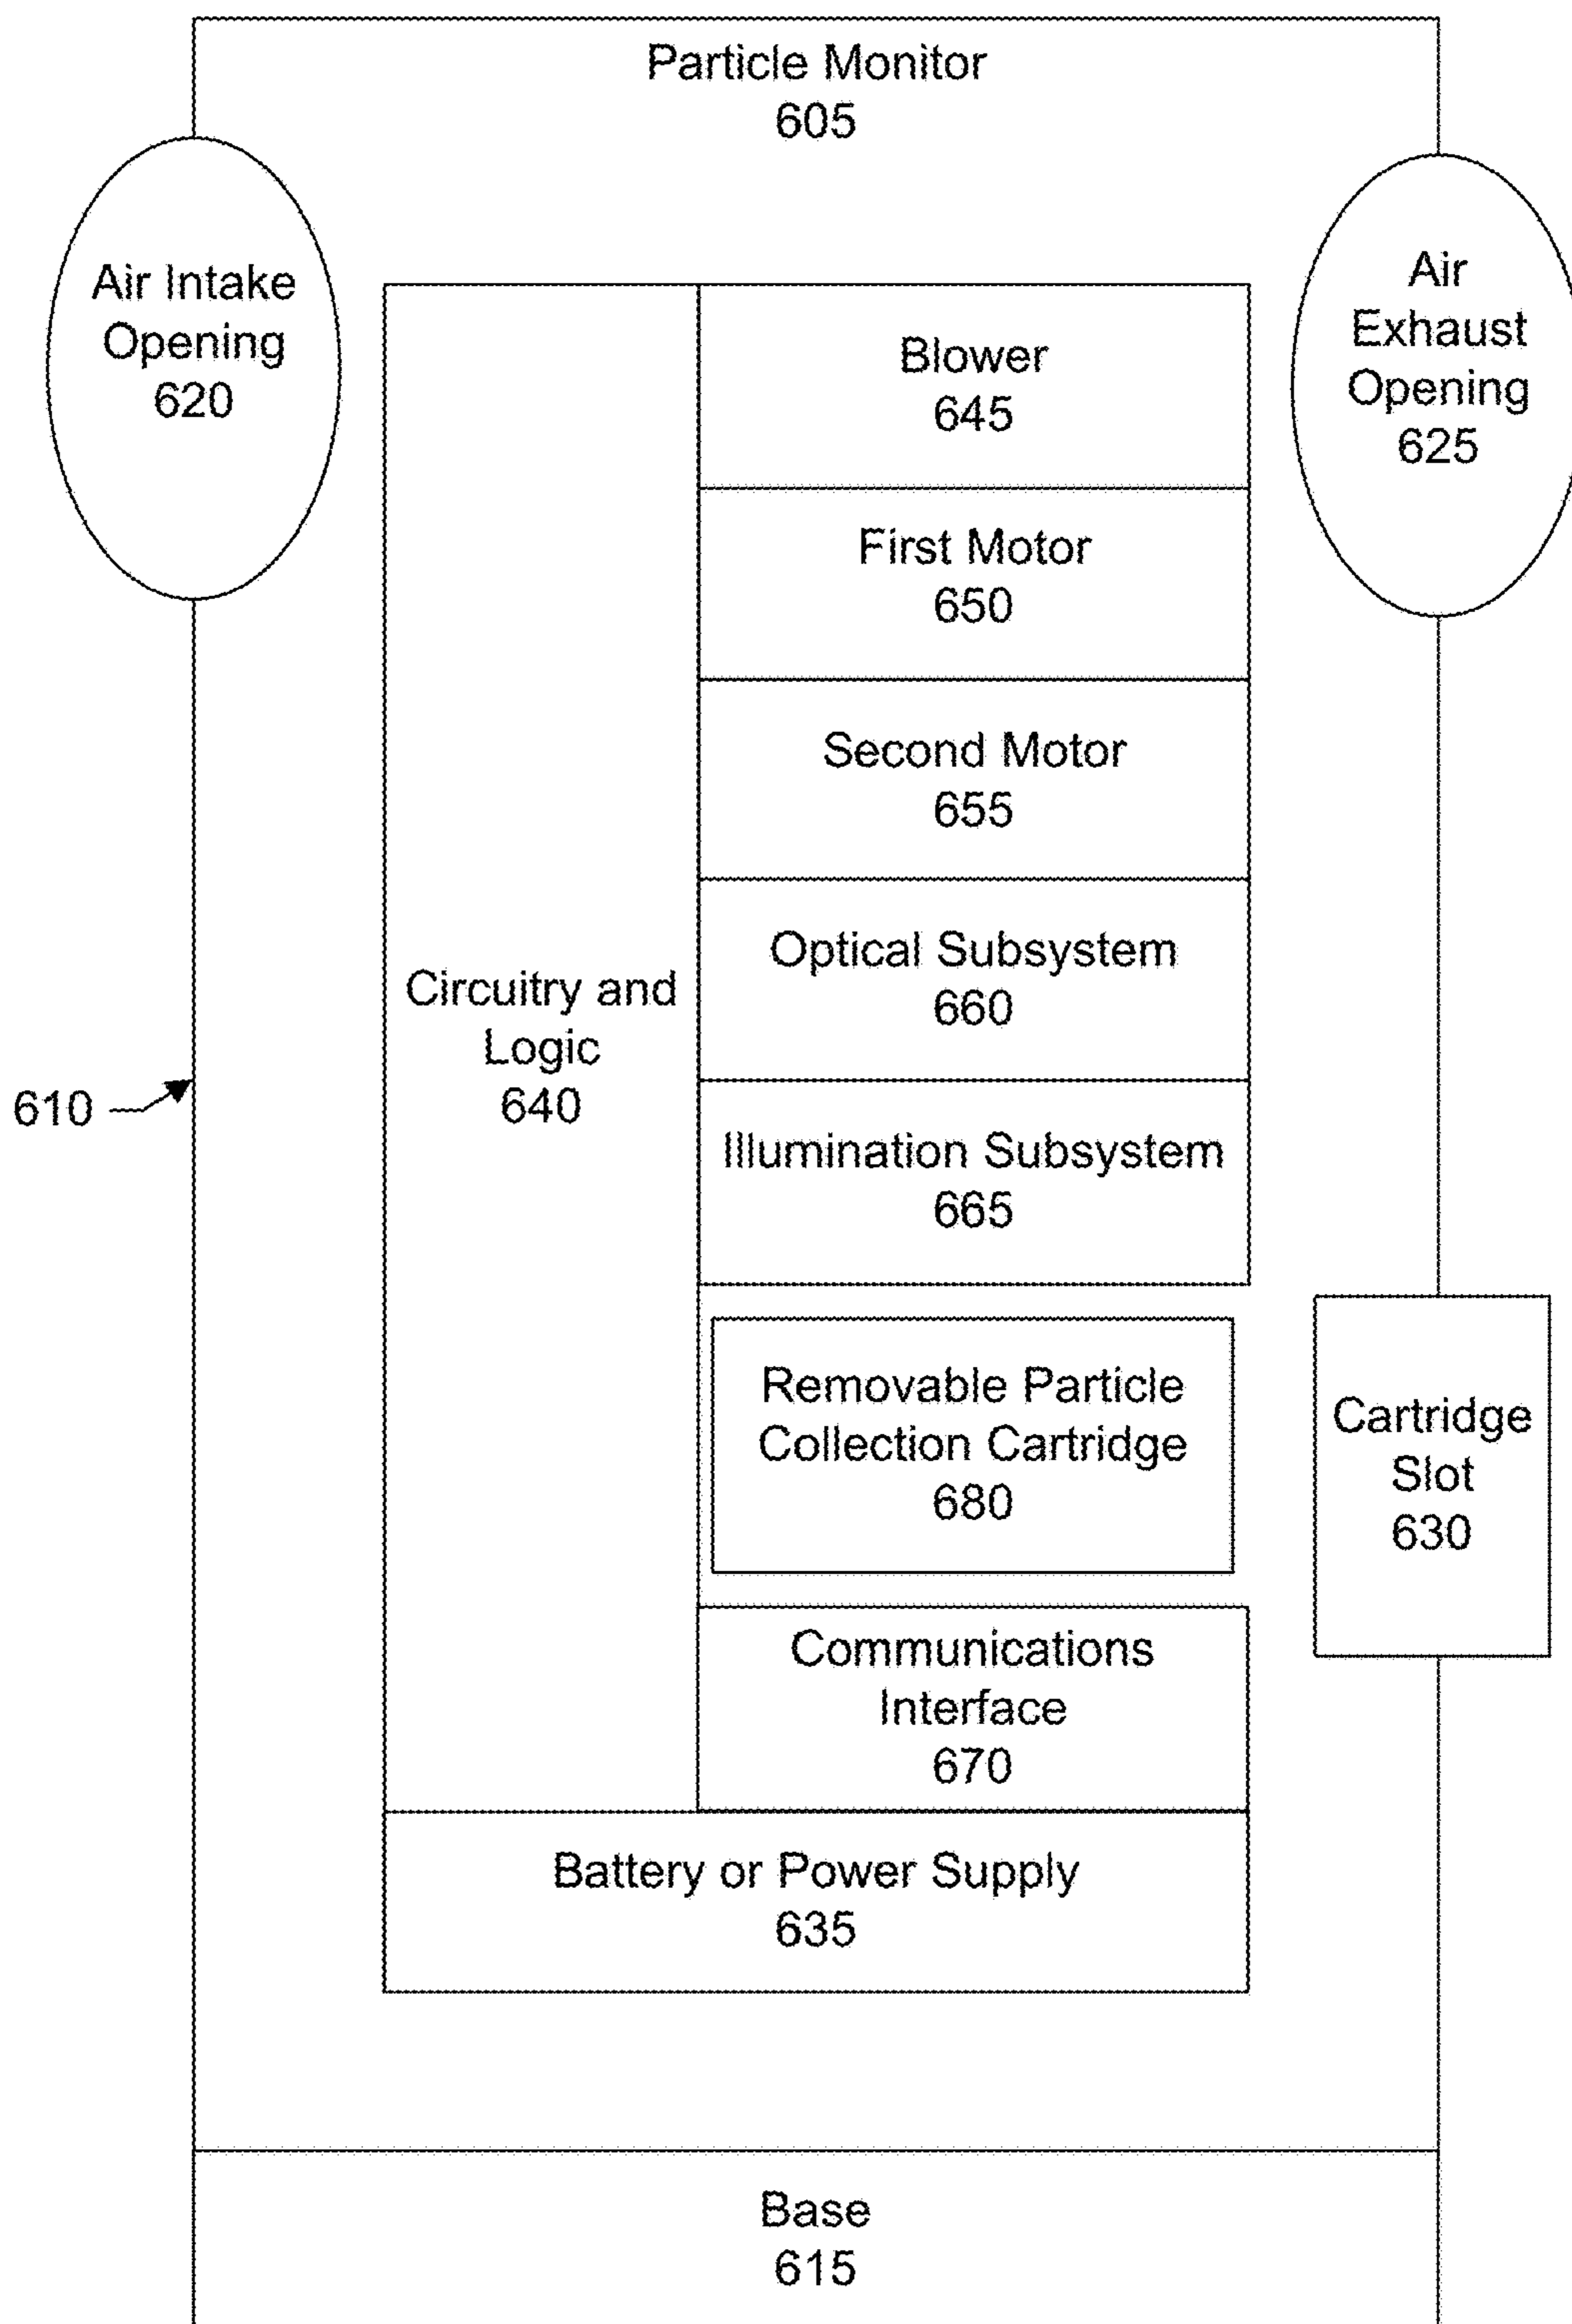 Particle Monitor
605
Air Intake
Opening
620
Air
Exhaust
Opening
625
Blower
645
First Motor
650
Second Motor
655
Optical Subsystem
660
Circuitry and
Logic
640
610
Illumination Subsystem
665
Removable Particle
Collection Cartridge
680
Cartridge
Slot
630
Communications
Interface
670
Battery or Power Supply
635
Base
615